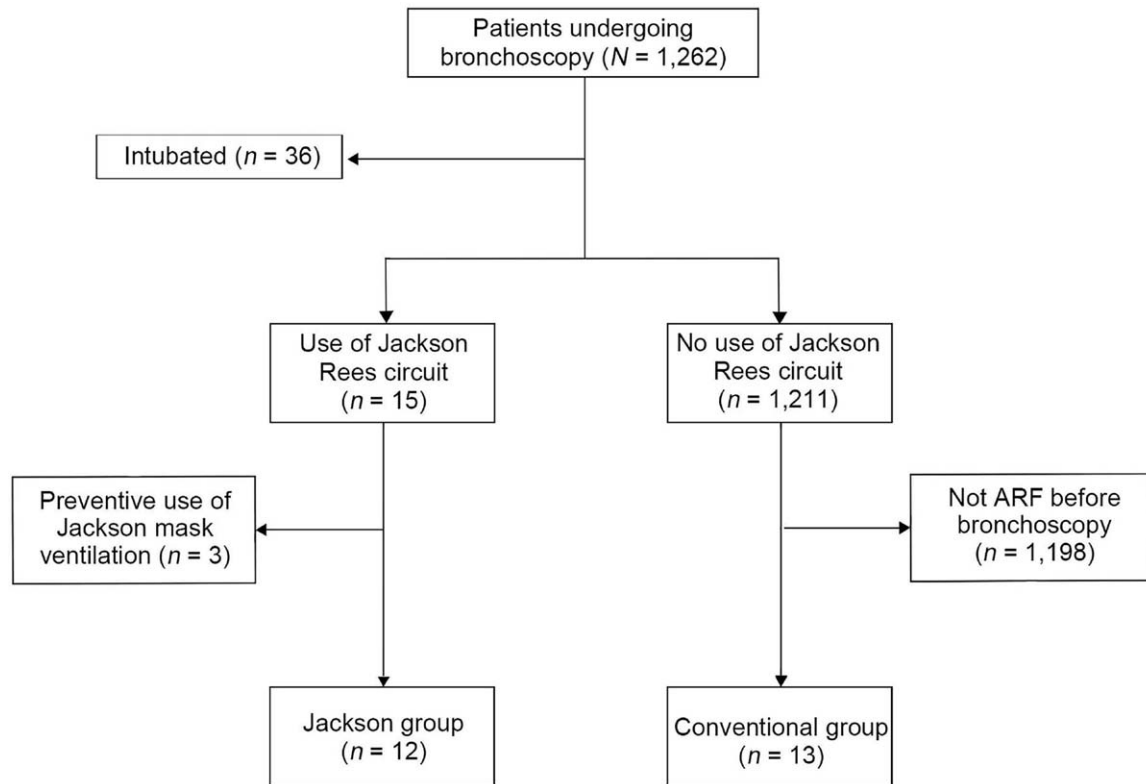 Patients undergoing
bronchoscopy (N = 1,262)
Intubated (n = 36)
Use of Jackson
Rees circuit
(n = 15)
No use of Jackson
Rees circuit
(n = 1,211)
Preventive use of
Jackson mask
ventilation (n = 3)
Not ARF before
bronchoscopy
(n = 1,198)
Jackson group
(n = 12)
Conventional group
(n = 13)